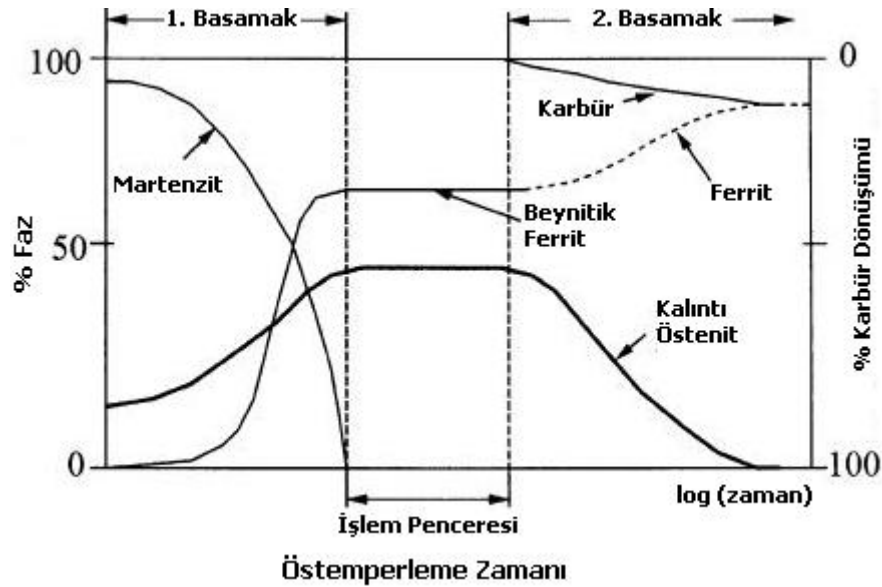 1. Basamak
2. Basamak
100
0
Karbür
Martenzit
Ferrit
Beynitik
Ferrit
50
% Faz
% Karbür Dönüşümü
Kalıntı
Östenit
0
100
log (zaman)
İşlem Penceresi
Östemperleme Zamanı